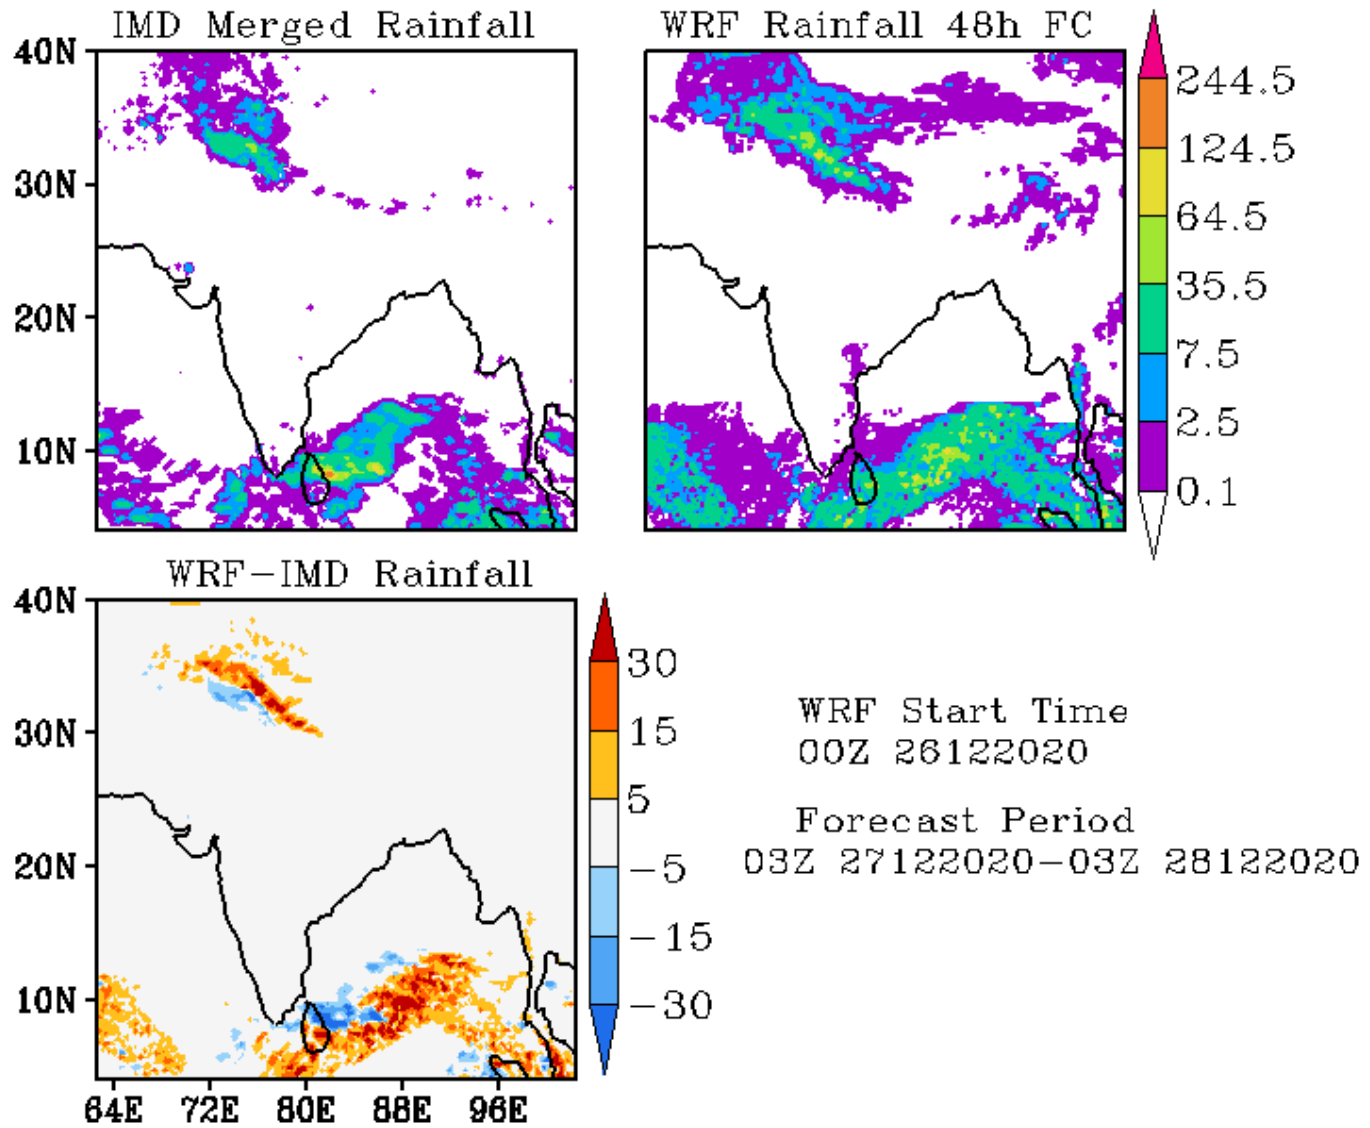 IMD Merged Rainfall
WRF Rainfall 48h FC
40N
30N
20N
10N
244.5
124.5
64.5
35.5
7.5
2.5
0.1
WRF-IMD Rainfall
40N
30N
20N
10N
64E 72E 80E 88E 96E
30
15
5
-5
-15
-30
WRF Start Time
00Z 26122020
Forecast Period
03Z 27122020-03Z 28122020